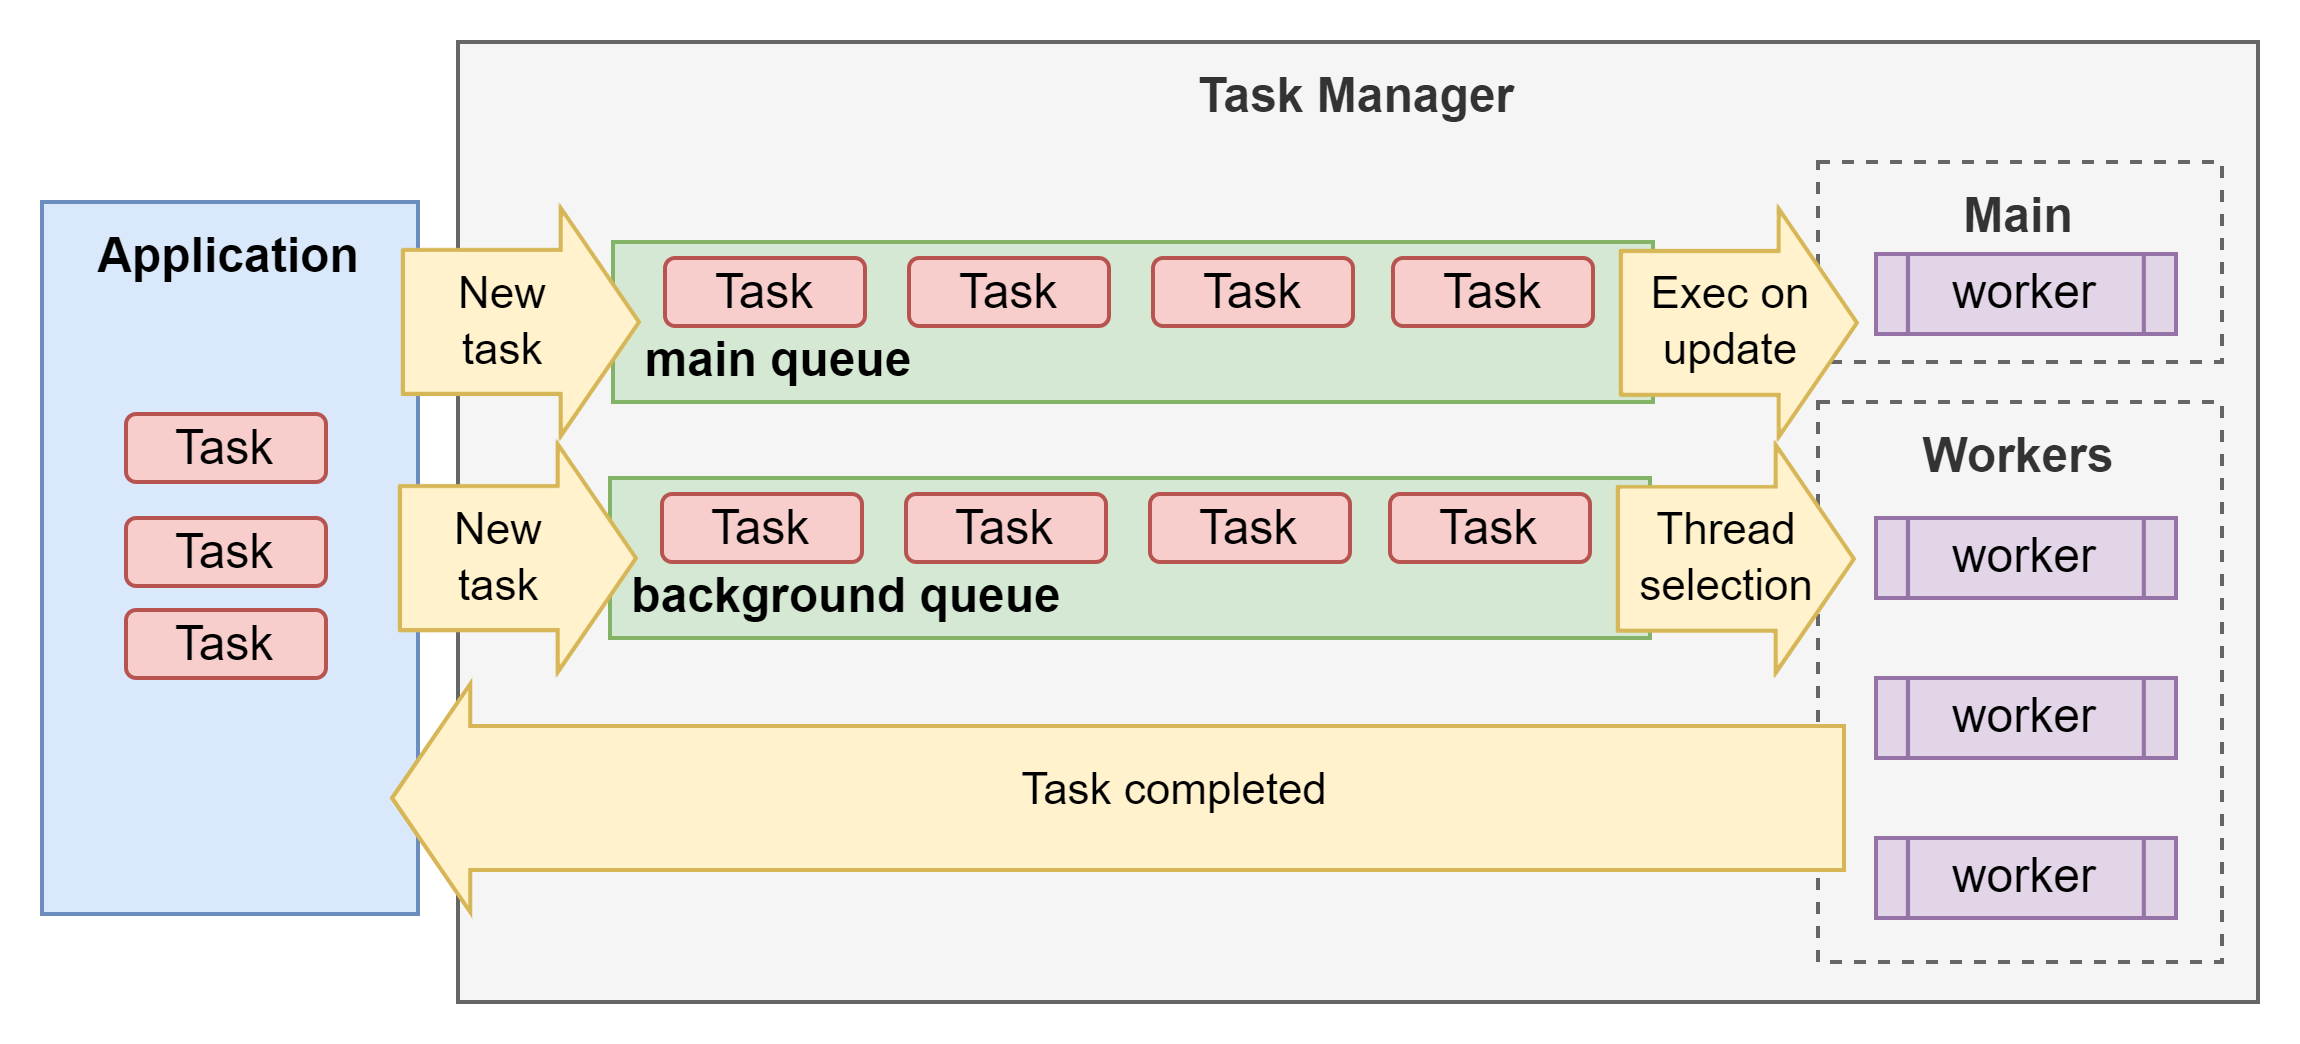 Task Manager
Application
Task
Task
Task
New
task
Task Task Task Task
main queue
Exec on
update
Main
worker
New
task
Task Task Task Task
background queue
Thread
selection
Workers
worker
worker
worker
Task completed